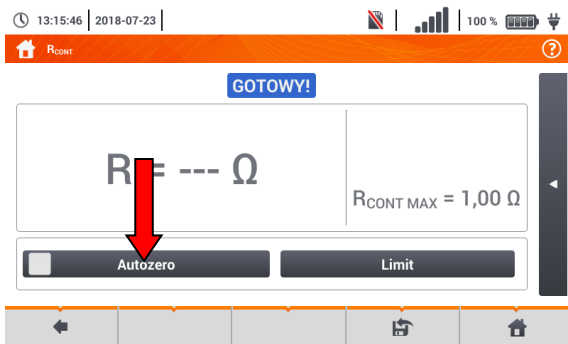 13:15:46 2018-07-23 100 %
RCONT ?
GOTOWY!
R = --- Ω
RCONT MAX = 1,00 Ω
Autozero Limit